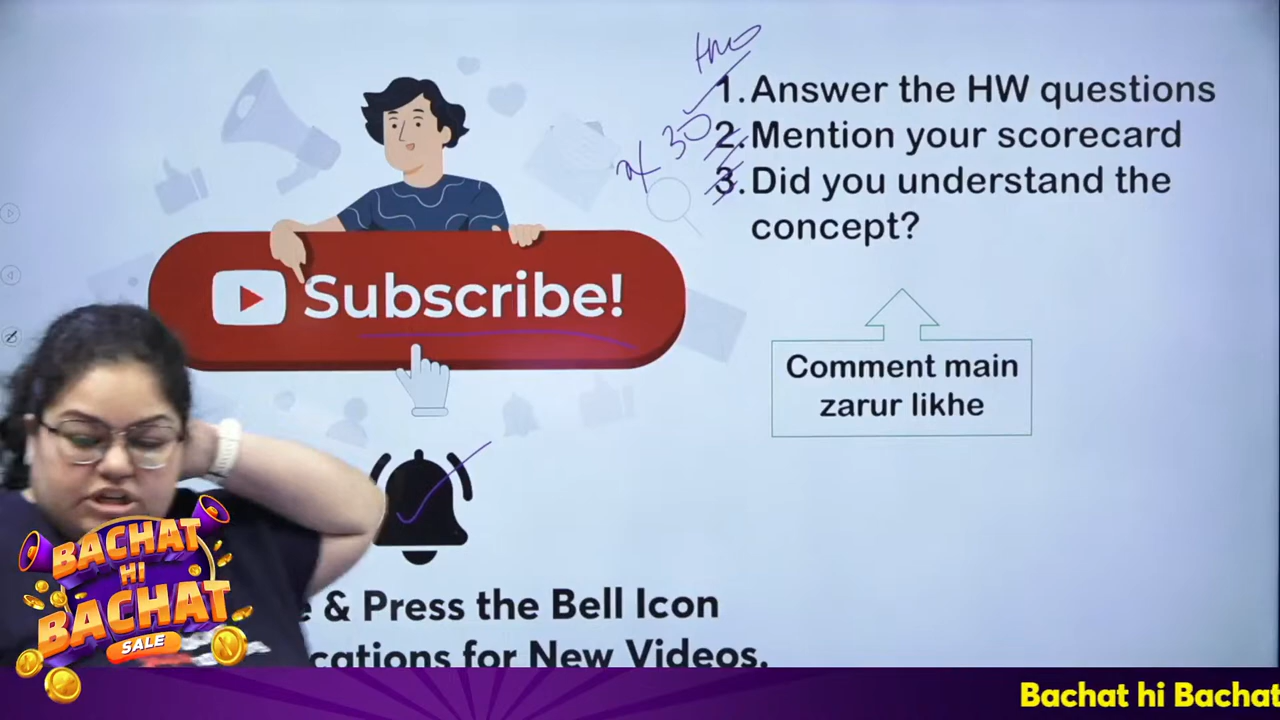 1. Answer the HW questions
2. Mention your scorecard
3. Did you understand the
concept?
Subscribe!
Comment main
zarur likhe
& Press the Bell Icon
cations for New Videos.
BACHAT
HI
BACHAT
SALE
Bachat hi Bachat